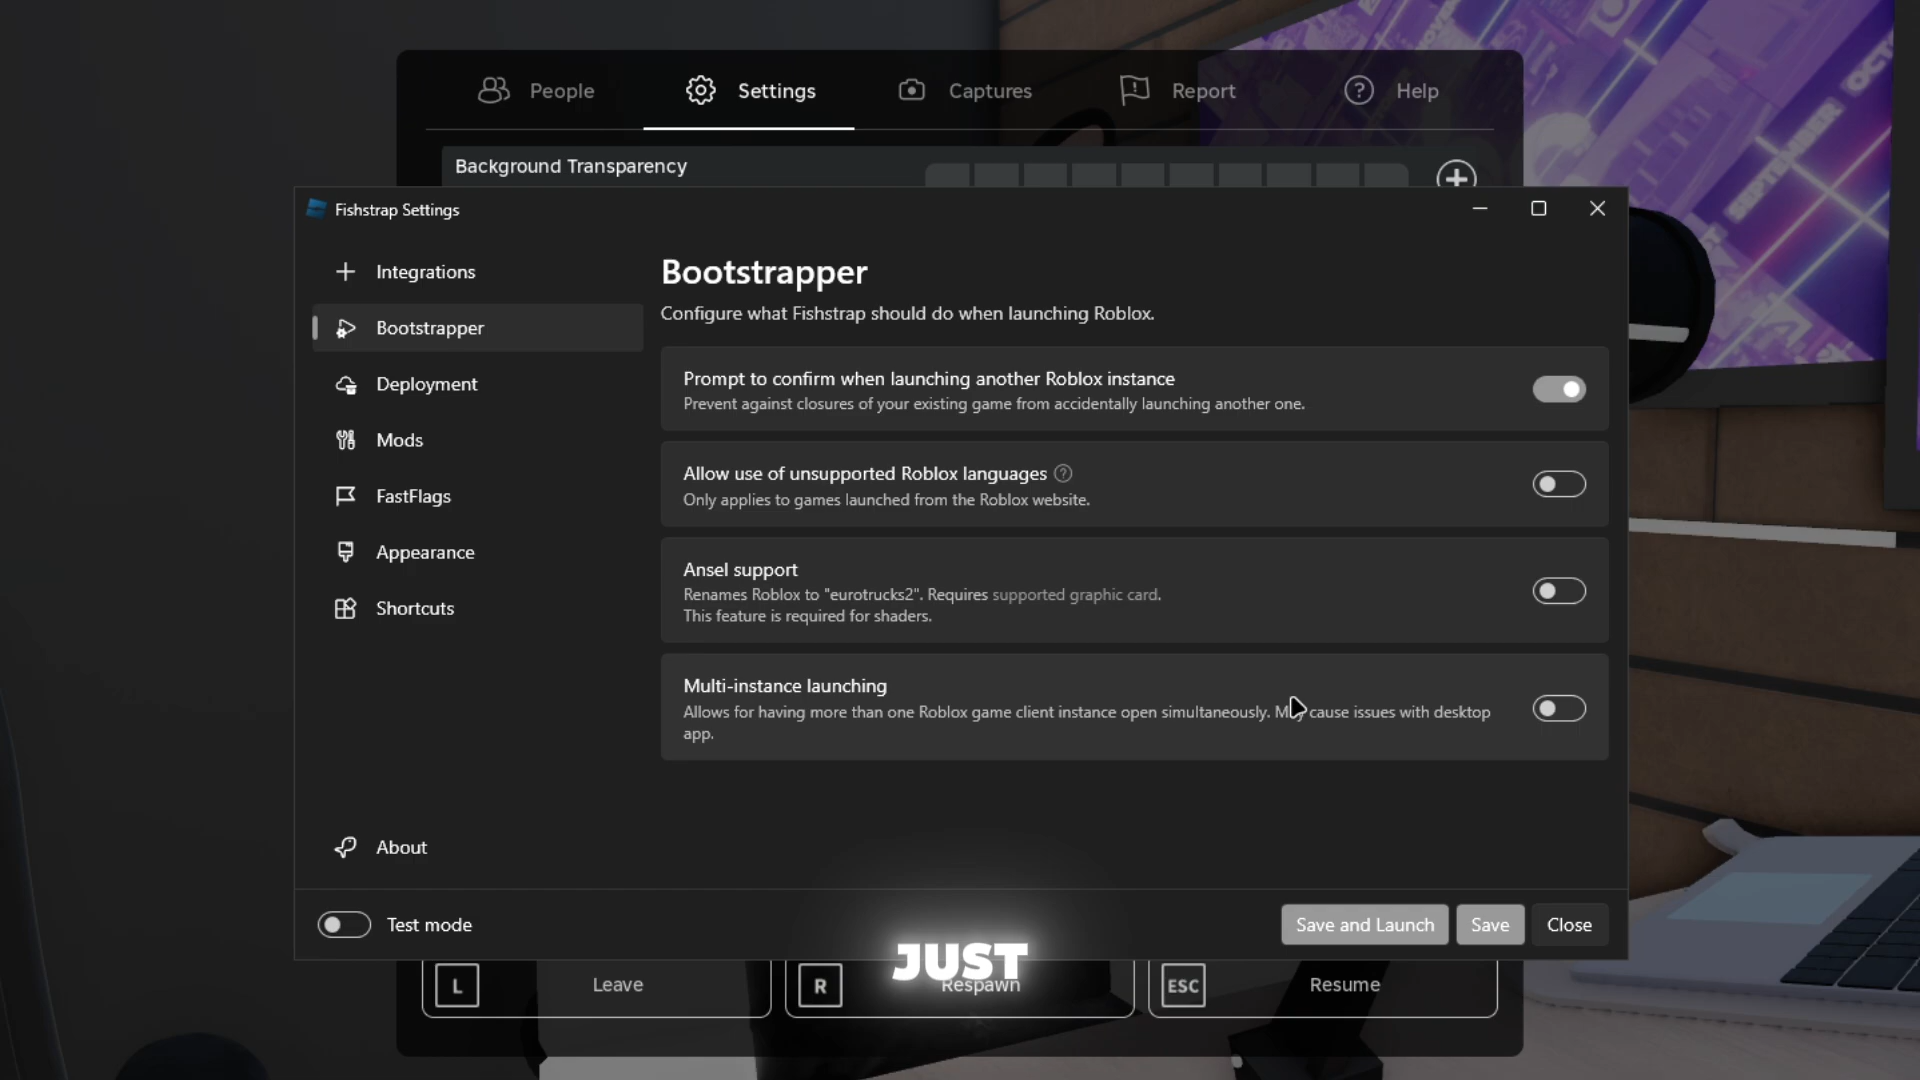 People
Settings
Captures
Report
Help
Background Transparency
Fishstrap Settings
Integrations
Bootstrapper
Deployment
Mods
FastFlags
Appearance
Shortcuts
About
Bootstrapper
Configure what Fishstrap should do when launching Roblox.
Prompt to confirm when launching another Roblox instance
Prevent against closures of your existing game from accidentally launching another one.
Allow use of unsupported Roblox languages
Only applies to games launched from the Roblox website.
Ansel support
Renames Roblox to "eurotrucks2". Requires supported graphic card.
This feature is required for shaders.
Multi-instance launching
Allows for having more than one Roblox game client instance open simultaneously. May cause issues with desktop
app.
Test mode
Save and Launch
Save
Close
JUST
L
Leave
R
Respawn
ESC
Resume
SEPTEMBER